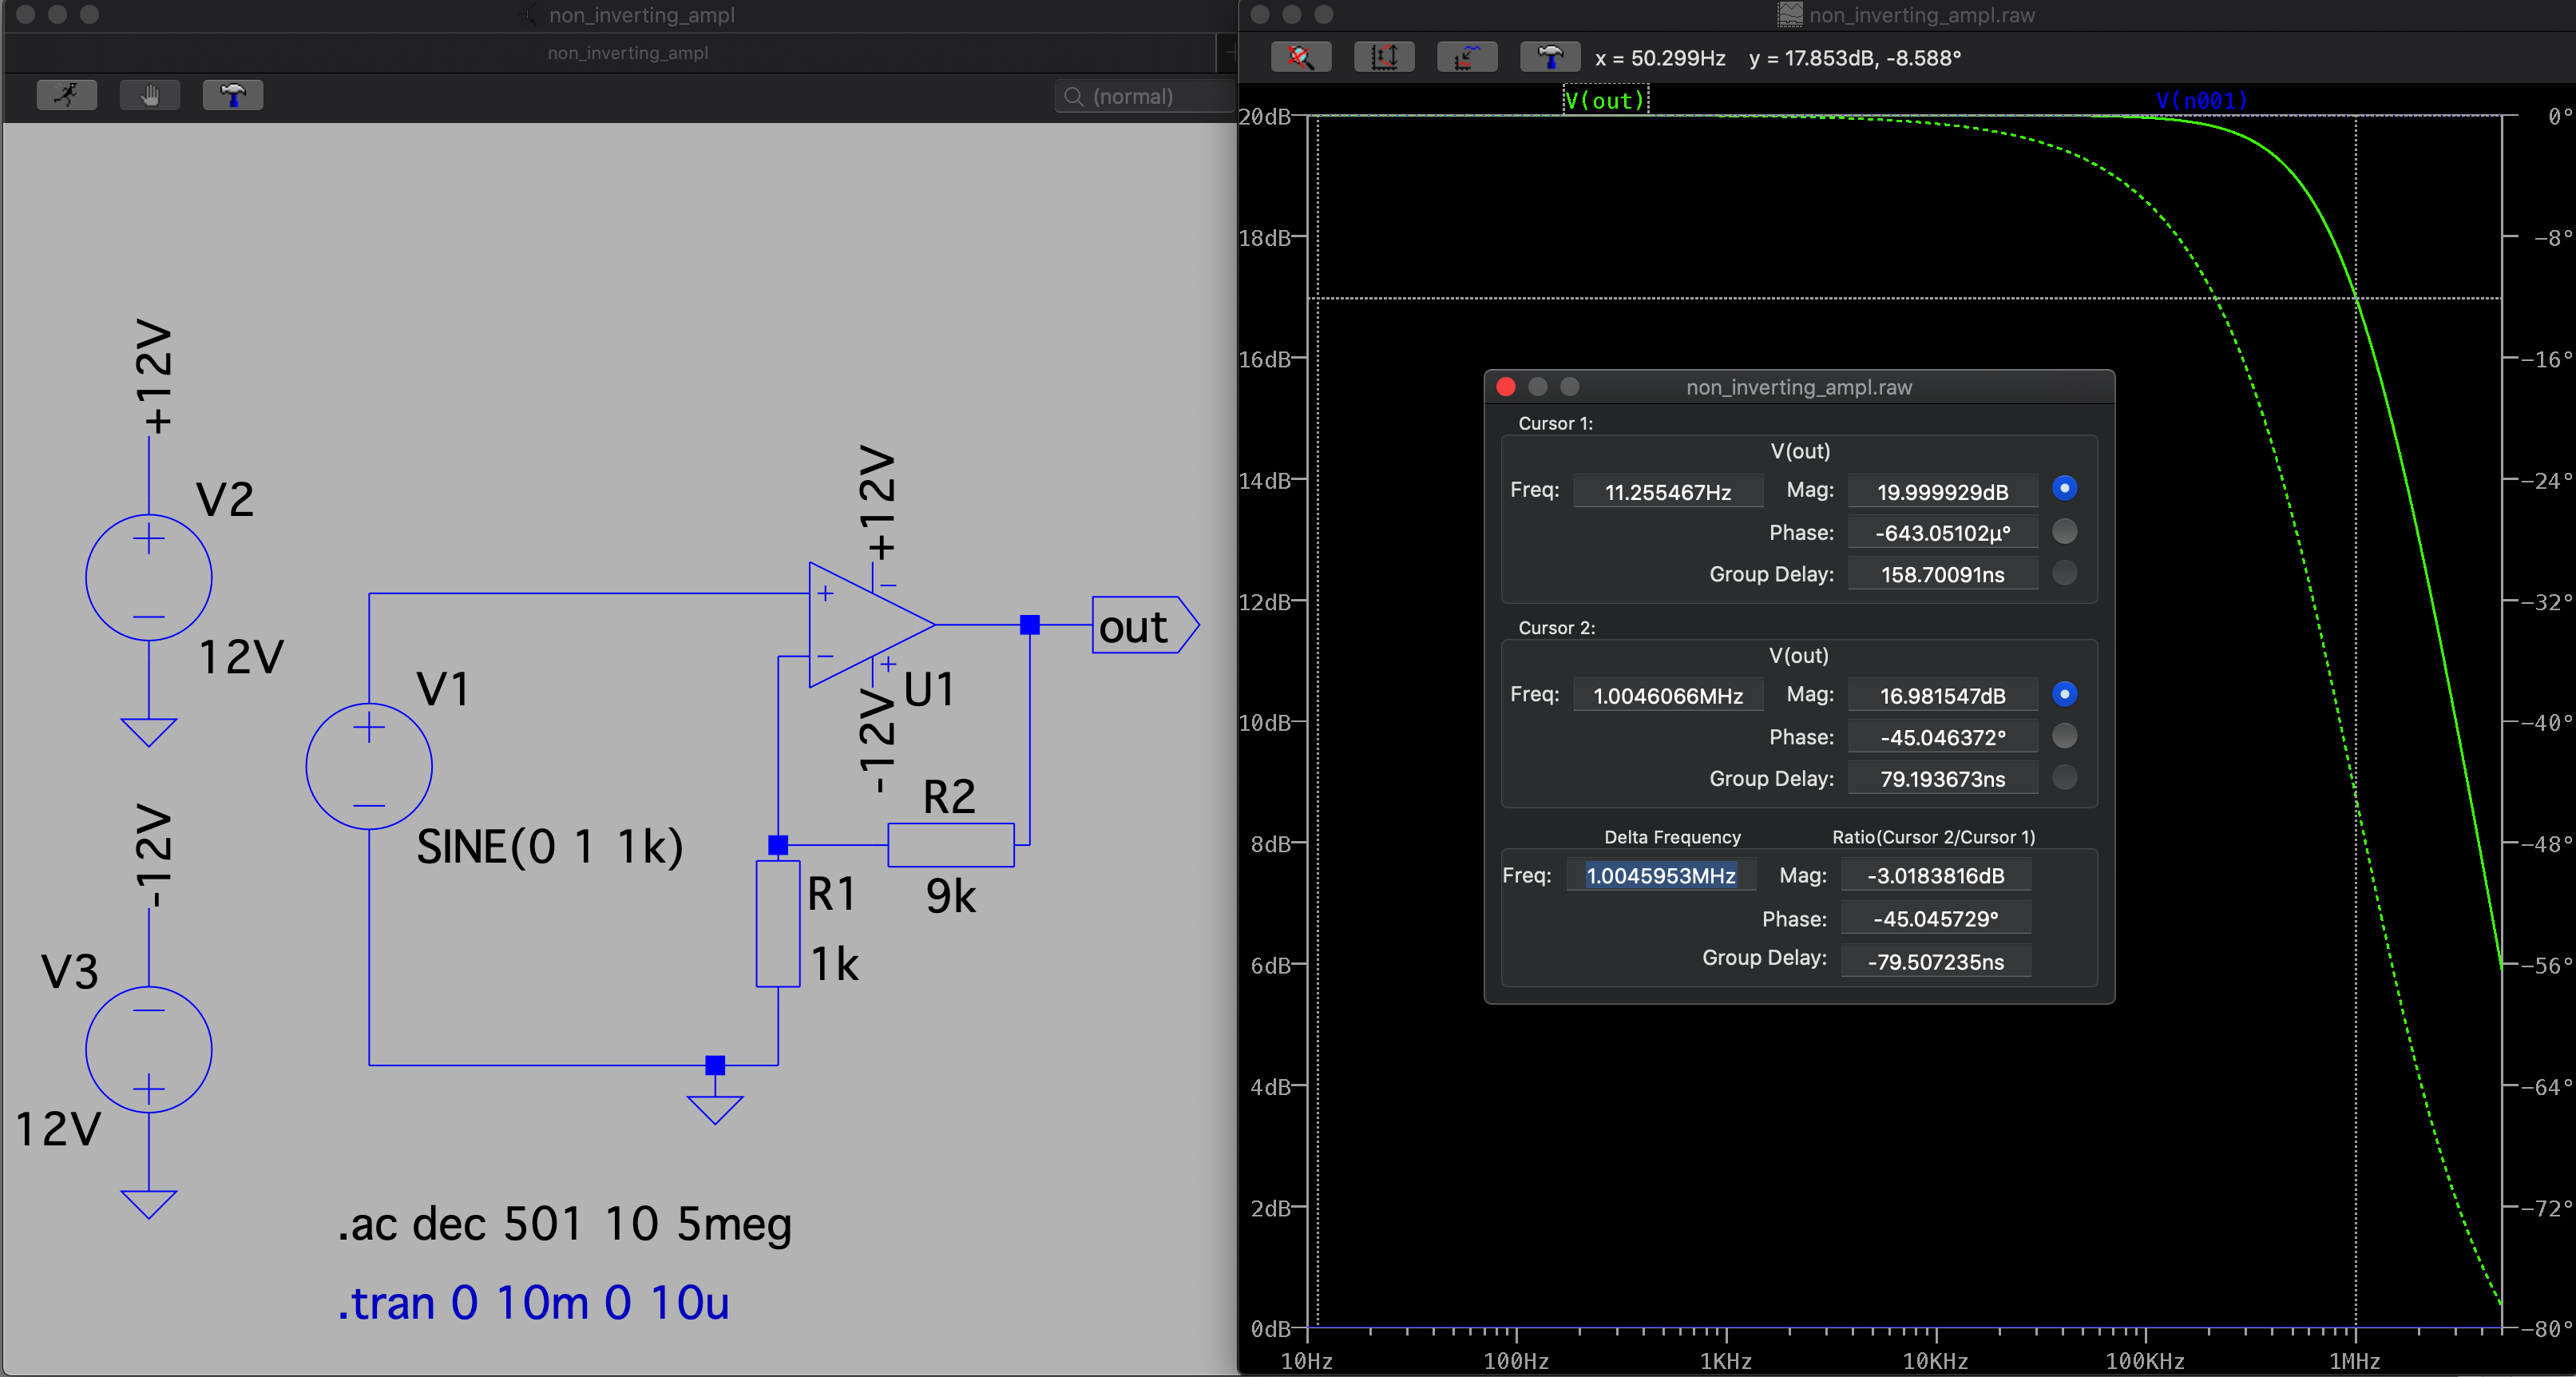 non_inverting_ampl
non_inverting_ampl
(normal)
+12V
V2
12V
-12V
V3
12V
V1
SINE(0 1 1k)
+12V
-12V
U1
out
R2
9k
R1
1k
.ac dec 501 10 5meg
.tran 0 10m 0 10u
non_inverting_ampl.raw
x = 50.299Hz y = 17.853dB, -8.588°
V(out)
V(n001)
20dB
18dB
16dB
14dB
12dB
10dB
8dB
6dB
4dB
2dB
0dB
0°
-8°
-16°
-24°
-32°
-40°
-48°
-56°
-64°
-72°
-80°
10Hz 100Hz 1KHz 10KHz 100KHz 1MHz
non_inverting_ampl.raw
Cursor 1:
V(out)
Freq: 11.255467Hz Mag: 19.999929dB
Phase: -643.05102µ°
Group Delay: 158.70091ns
Cursor 2:
V(out)
Freq: 1.0046066MHz Mag: 16.981547dB
Phase: -45.046372°
Group Delay: 79.193673ns
Delta Frequency Ratio(Cursor 2/Cursor 1)
Freq: 1.0045953MHz Mag: -3.0183816dB
Phase: -45.045729°
Group Delay: -79.507235ns